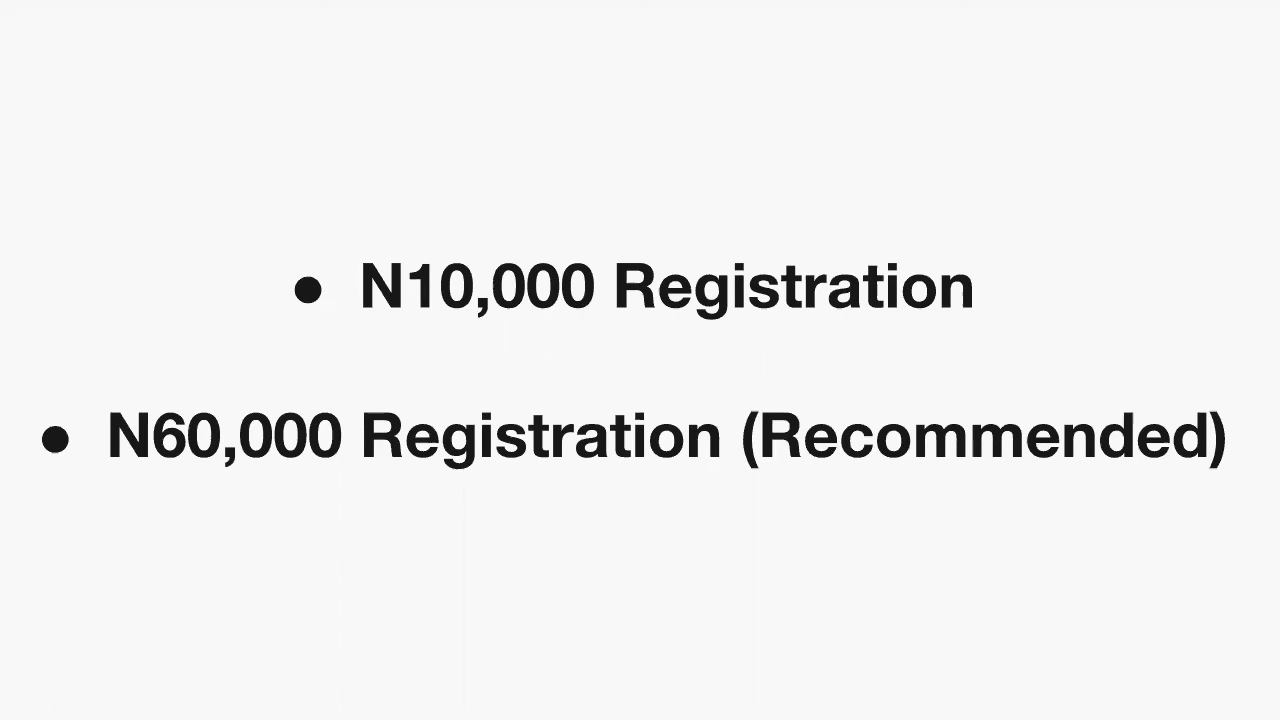 ● N10,000 Registration
● N60,000 Registration (Recommended)